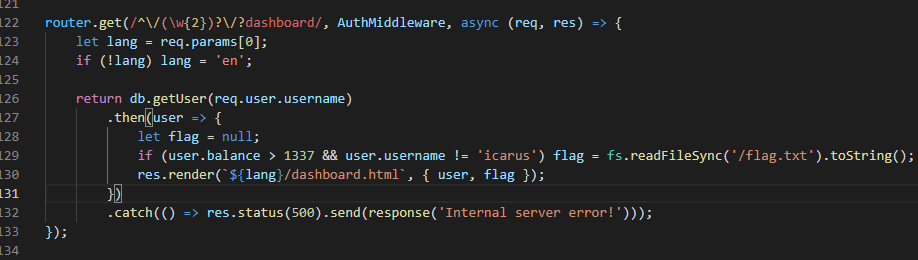 121
122 router.get(/^\/(\w{2})?\/?dashboard/, AuthMiddleware, async (req, res) => {
123     let lang = req.params[0];
124     if (!lang) lang = 'en';
125
126     return db.getUser(req.user.username)
127         .then(user => {
128             let flag = null;
129             if (user.balance > 1337 && user.username != 'icarus') flag = fs.readFileSync('/flag.txt').toString();
130             res.render(`${lang}/dashboard.html`, { user, flag });
131         })
132         .catch(() => res.status(500).send(response('Internal server error!')));
133 });
134